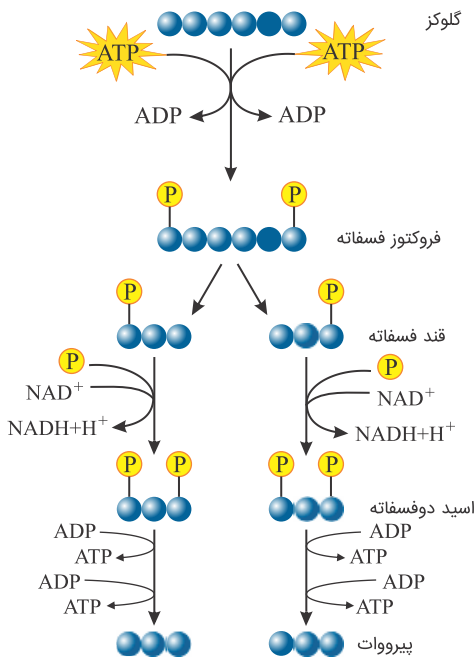 گلوکز
ATP ATP
ADP ADP
P P
فروکتوز فسفاته
P P
قند فسفاته
P P
NAD+ NAD+
NADH+H+ NADH+H+
P P P P
اسید دوفسفاته
ADP ADP
ATP ATP
ADP ADP
ATP ATP
پیرووات